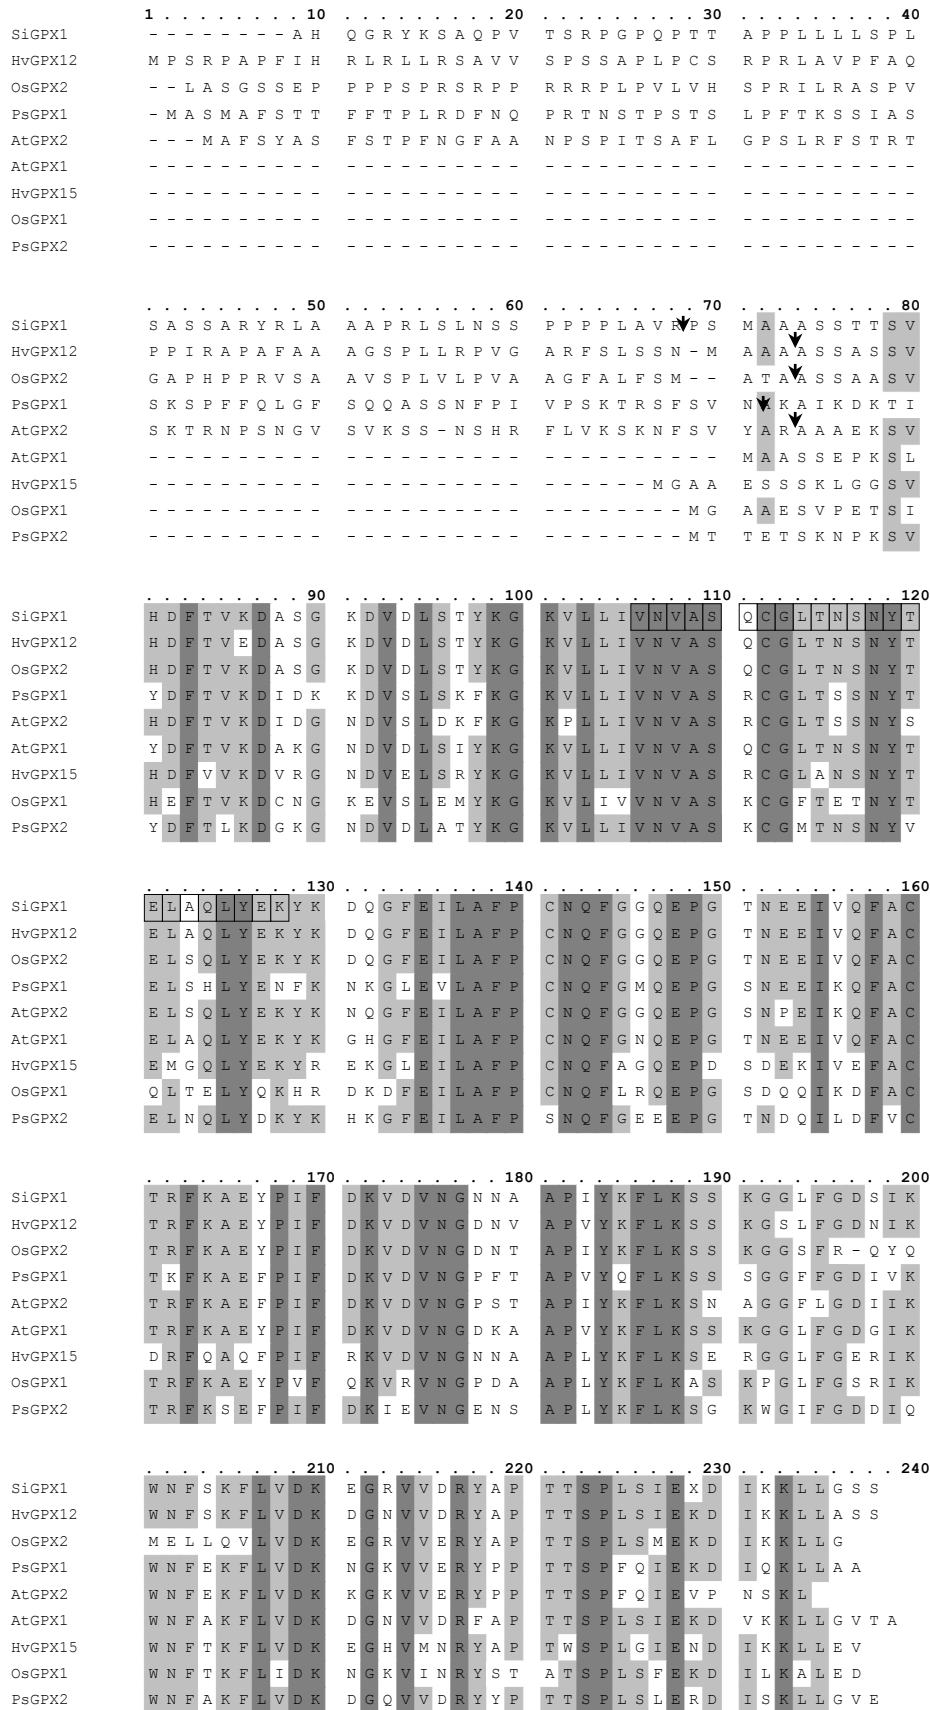 1 . . . . . . . . 10 . . . . . . . . . 20 . . . . . . . . . 30 . . . . . . . . . 40
SiGPX1 - - - - - - - - A H Q G R Y K S A Q P V T S R P G P Q P T T A P P L L L L S P L
HvGPX12 M P S R P A P F I H R L R L L R S A V V S P S S A P L P C S R P R L A V P F A Q
OsGPX2 - - L A S G S S E P P P P S P R S R P P R R R P L P V L V H S P R I L R A S P V
PsGPX1 - M A S M A F S T T F F T P L R D F N Q P R T N S T P S T S L P F T K S S I A S
AtGPX2 - - - M A F S Y A S F S T P F N G F A A N P S P I T S A F L G P S L R F S T R T
AtGPX1 - - - - - - - - - - - - - - - - - - - - - - - - - - - - - - - - - - - - - - - -
HvGPX15 - - - - - - - - - - - - - - - - - - - - - - - - - - - - - - - - - - - - - - - -
OsGPX1 - - - - - - - - - - - - - - - - - - - - - - - - - - - - - - - - - - - - - - - -
PsGPX2 - - - - - - - - - - - - - - - - - - - - - - - - - - - - - - - - - - - - - - - -
. . . . . . . . . 50 . . . . . . . . . 60 . . . . . . . . . 70 . . . . . . . . . 80
SiGPX1 S A S S A R Y R L A A A P R L S L N S S P P P P L A V R P S M A A A S S T T S V
HvGPX12 P P I R A P A F A A A G S P L L R P V G A R F S L S S N - M A A A A S S A S S V
OsGPX2 G A P H P P R V S A A V S P L V L P V A A G F A L F S M - - A T A A S S A A S V
PsGPX1 S K S P F F Q L G F S Q Q A S S N F P I V P S K T R S F S V N A K A I K D K T I
AtGPX2 S K T R N P S N G V S V K S S - N S H R F L V K S K N F S V Y A R A A A E K S V
AtGPX1 - - - - - - - - - - - - - - - - - - - - - - - - - - - - - - M A A S S E P K S L
HvGPX15 - - - - - - - - - - - - - - - - - - - - - - - - - - M G A A E S S S K L G G S V
OsGPX1 - - - - - - - - - - - - - - - - - - - - - - - - - - - - M G A A E S V P E T S I
PsGPX2 - - - - - - - - - - - - - - - - - - - - - - - - - - - - M T T E T S K N P K S V
. . . . . . . . . 90 . . . . . . . . . 100 . . . . . . . . . 110 . . . . . . . . . 120
SiGPX1 H D F T V K D A S G K D V D L S T Y K G K V L L I V N V A S Q C G L T N S N Y T
HvGPX12 H D F T V E D A S G K D V D L S T Y K G K V L L I V N V A S Q C G L T N S N Y T
OsGPX2 H D F T V K D A S G K D V D L S T Y K G K V L L I V N V A S Q C G L T N S N Y T
PsGPX1 Y D F T V K D I D K K D V S L S K F K G K V L L I V N V A S R C G L T S S N Y T
AtGPX2 H D F T V K D I D G N D V S L D K F K G K P L L I V N V A S R C G L T S S N Y S
AtGPX1 Y D F T V K D A K G N D V D L S I Y K G K V L L I V N V A S Q C G L T N S N Y T
HvGPX15 H D F V V K D V R G N D V E L S R Y K G K V L L I V N V A S R C G L A N S N Y T
OsGPX1 H E F T V K D C N G K E V S L E M Y K G K V L I V V N V A S K C G F T E T N Y T
PsGPX2 Y D F T L K D G K G N D V D L A T Y K G K V L L I V N V A S K C G M T N S N Y V
. . . . . . . . . 130 . . . . . . . . . 140 . . . . . . . . . 150 . . . . . . . . . 160
SiGPX1 E L A Q L Y E K Y K D Q G F E I L A F P C N Q F G G Q E P G T N E E I V Q F A C
HvGPX12 E L A Q L Y E K Y K D Q G F E I L A F P C N Q F G G Q E P G T N E E I V Q F A C
OsGPX2 E L S Q L Y E K Y K D Q G F E I L A F P C N Q F G G Q E P G T N E E I V Q F A C
PsGPX1 E L S H L Y E N F K N K G L E V L A F P C N Q F G M Q E P G S N E E I K Q F A C
AtGPX2 E L S Q L Y E K Y K N Q G F E I L A F P C N Q F G G Q E P G S N P E I K Q F A C
AtGPX1 E L A Q L Y E K Y K G H G F E I L A F P C N Q F G N Q E P G T N E E I V Q F A C
HvGPX15 E M G Q L Y E K Y R E K G L E I L A F P C N Q F A G Q E P D S D E K I V E F A C
OsGPX1 Q L T E L Y Q K H R D K D F E I L A F P C N Q F L R Q E P G S D Q Q I K D F A C
PsGPX2 E L N Q L Y D K Y K H K G F E I L A F P S N Q F G E E E P G T N D Q I L D F V C
. . . . . . . . . 170 . . . . . . . . . 180 . . . . . . . . . 190 . . . . . . . . . 200
SiGPX1 T R F K A E Y P I F D K V D V N G N N A A P I Y K F L K S S K G G L F G D S I K
HvGPX12 T R F K A E Y P I F D K V D V N G D N V A P V Y K F L K S S K G S L F G D N I K
OsGPX2 T R F K A E Y P I F D K V D V N G D N T A P I Y K F L K S S K G G S F R - Q Y Q
PsGPX1 T K F K A E F P I F D K V D V N G P F T A P V Y Q F L K S S S G G F F G D I V K
AtGPX2 T R F K A E F P I F D K V D V N G P S T A P I Y K F L K S N A G G F L G D I I K
AtGPX1 T R F K A E Y P I F D K V D V N G D K A A P V Y K F L K S S K G G L F G D G I K
HvGPX15 D R F Q A Q F P I F R K V D V N G N N A A P L Y K F L K S E R G G L F G E R I K
OsGPX1 T R F K A E Y P V F Q K V R V N G P D A A P L Y K F L K A S K P G L F G S R I K
PsGPX2 T R F K S E F P I F D K I E V N G E N S A P L Y K F L K S G K W G I F G D D I Q
. . . . . . . . . 210 . . . . . . . . . 220 . . . . . . . . . 230 . . . . . . . . . 240
SiGPX1 W N F S K F L V D K E G R V V D R Y A P T T S P L S I E X D I K K L L G S S
HvGPX12 W N F S K F L V D K D G N V V D R Y A P T T S P L S I E K D I K K L L A S S
OsGPX2 M E L L Q V L V D K E G R V V E R Y A P T T S P L S M E K D I K K L L G
PsGPX1 W N F E K F L V D K N G K V V E R Y P P T T S P F Q I E K D I Q K L L A A
AtGPX2 W N F E K F L V D K N G K V V E R Y P P T T S P F Q I E V P N S K L
AtGPX1 W N F A K F L V D K D G N V V D R F A P T T S P L S I E K D V K K L L G V T A
HvGPX15 W N F T K F L V D K E G H V M N R Y A P T W S P L G I E N D I K K L L E V
OsGPX1 W N F T K F L I D K N G K V I N R Y S T A T S P L S F E K D I L K A L E D
PsGPX2 W N F A K F L V D K D G Q V V D R Y Y P T T S P L S L E R D I S K L L G V E